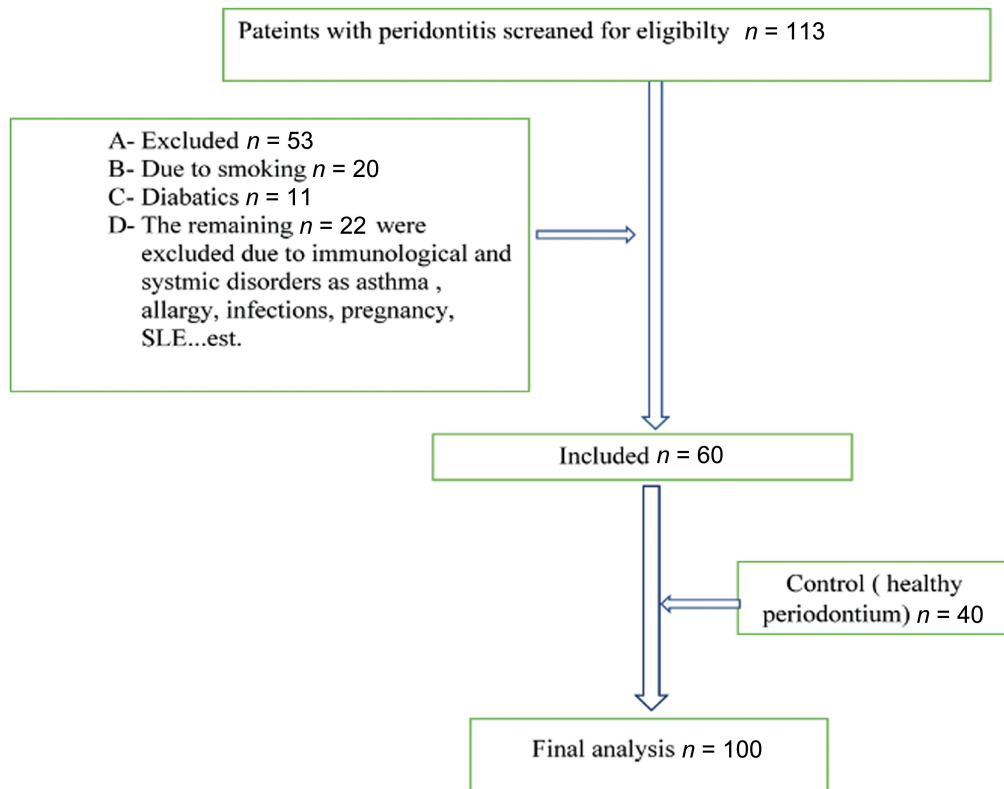 Pateints with peridontitis screaned for eligibilty n = 113
A- Excluded n = 53
B- Due to smoking n = 20
C- Diabatics n = 11
D- The remaining n = 22 were
excluded due to immunological and
systmic disorders as asthma ,
allargy, infections, pregnancy,
SLE...est.
Included n = 60
Control ( healthy
periodontium) n = 40
Final analysis n = 100